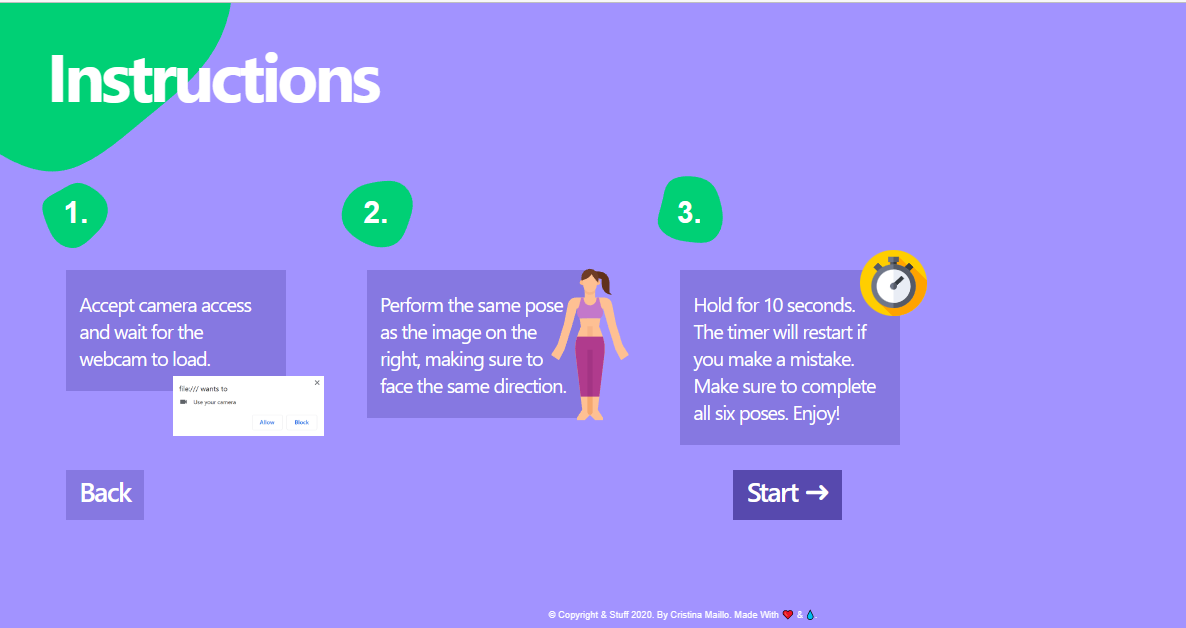 Instructions
1.
2.
3.
Accept camera access
and wait for the
webcam to load.
file:/// wants to
Use your camera
Allow
Block
Perform the same pose
as the image on the
right, making sure to
face the same direction.
Hold for 10 seconds.
The timer will restart if
you make a mistake.
Make sure to complete
all six poses. Enjoy!
Back
Start →
© Copyright & Stuff 2020. By Cristina Maillo. Made With ❤️ & 💧.